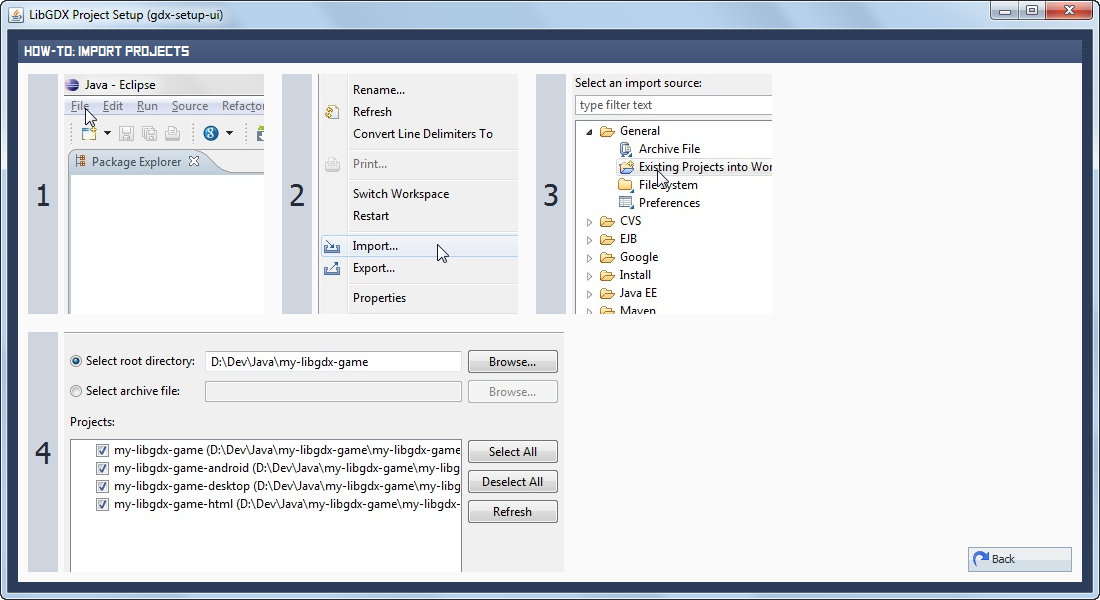 LibGDX Project Setup (gdx-setup-ui)
HOW-TO: IMPORT PROJECTS
1
Java - Eclipse
File Edit Run Source Refactor
Package Explorer
2
Rename...
Refresh
Convert Line Delimiters To
Print...
Switch Workspace
Restart
Import...
Export...
Properties
3
Select an import source:
type filter text
General
Archive File
Existing Projects into Wor
File System
Preferences
CVS
EJB
Google
Install
Java EE
Maven
4
Select root directory: D:\Dev\Java\my-libgdx-game Browse...
Select archive file: Browse...
Projects:
my-libgdx-game (D:\Dev\Java\my-libgdx-game\my-libgdx-game
my-libgdx-game-android (D:\Dev\Java\my-libgdx-game\my-libg
my-libgdx-game-desktop (D:\Dev\Java\my-libgdx-game\my-libg
my-libgdx-game-html (D:\Dev\Java\my-libgdx-game\my-libgdx-
Select All
Deselect All
Refresh
Back